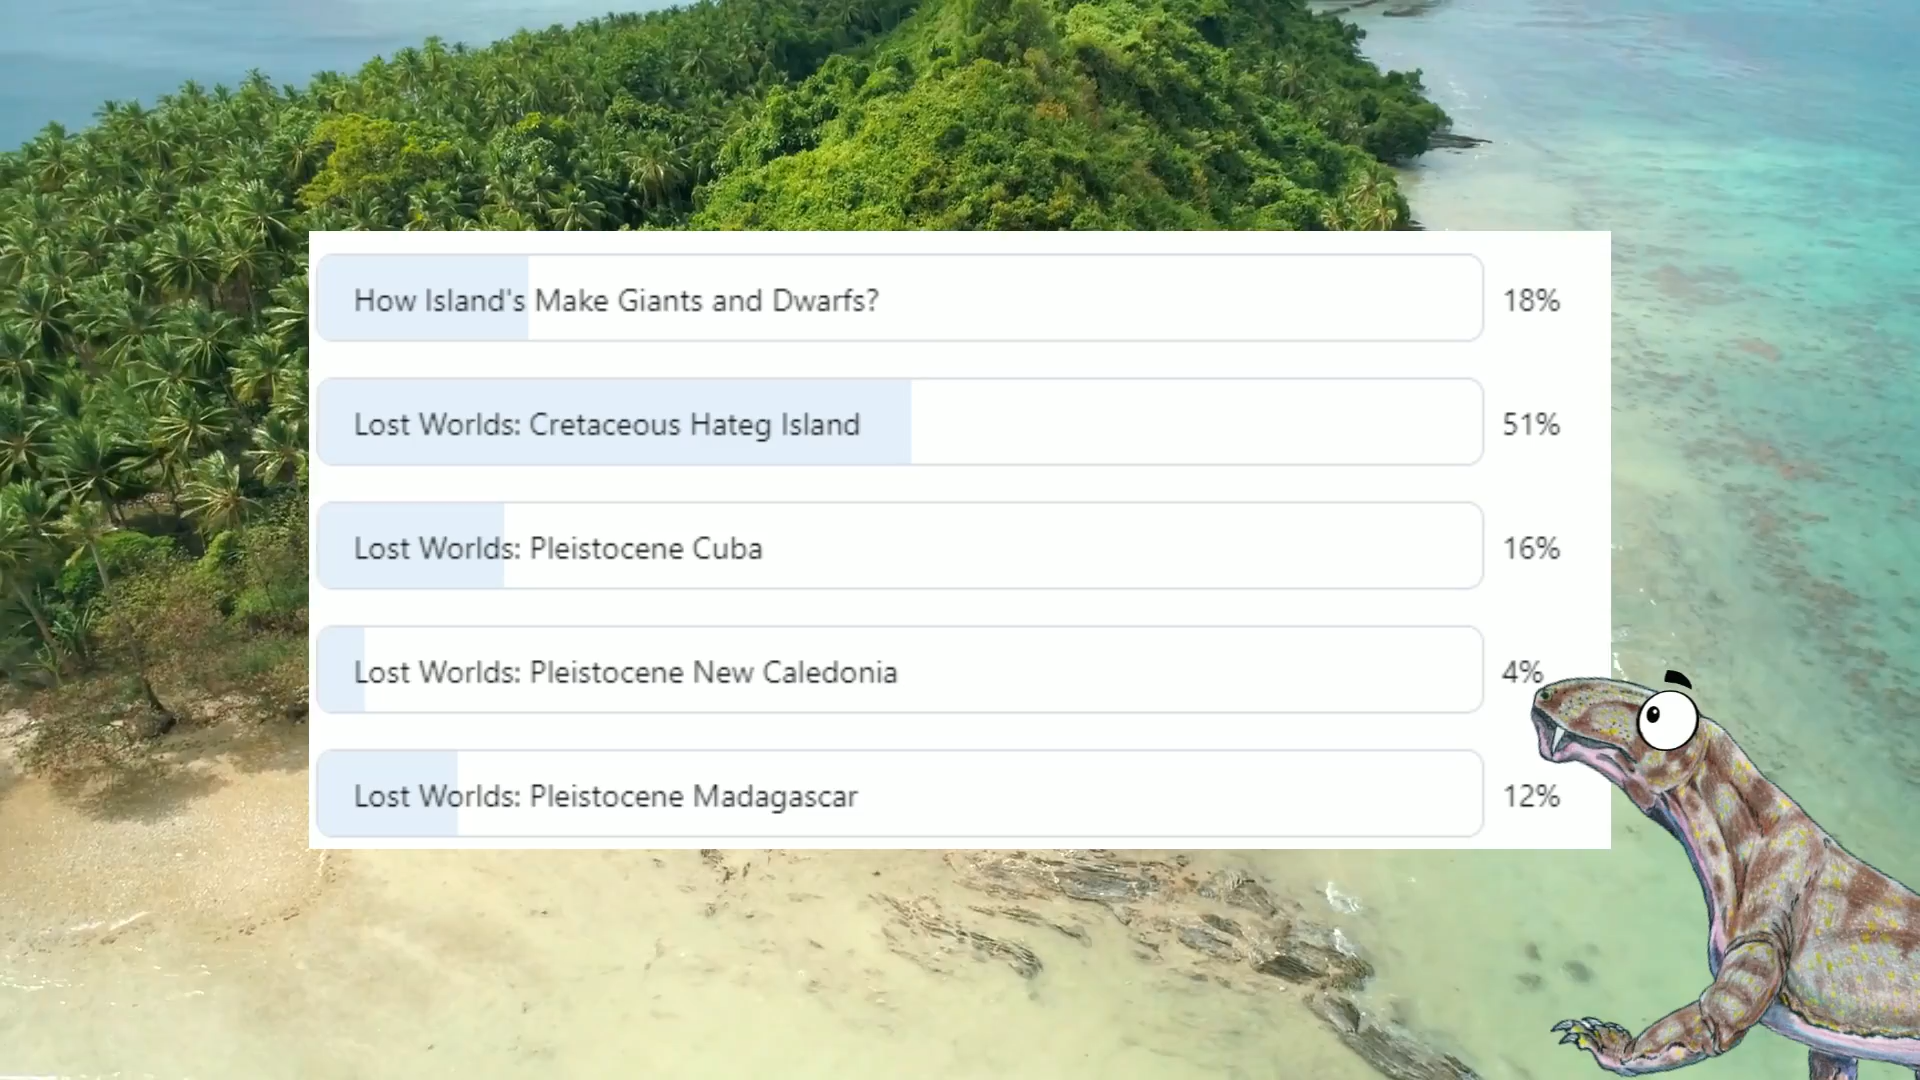 How Island's Make Giants and Dwarfs?
18%
Lost Worlds: Cretaceous Hateg Island
51%
Lost Worlds: Pleistocene Cuba
16%
Lost Worlds: Pleistocene New Caledonia
4%
Lost Worlds: Pleistocene Madagascar
12%